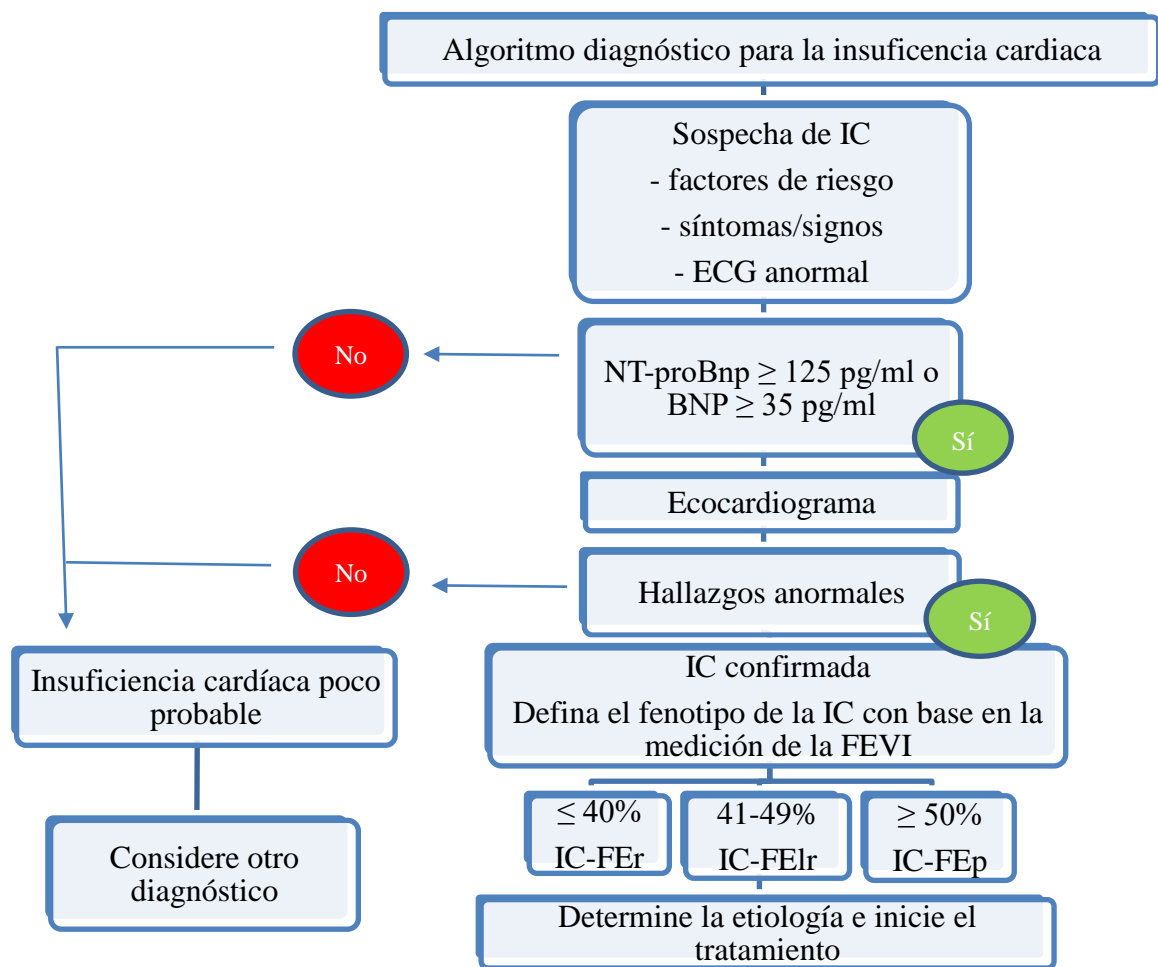 Algoritmo diagnóstico para la insuficencia cardiaca
Sospecha de IC
- factores de riesgo
- síntomas/signos
- ECG anormal
No
NT-proBnp ≥ 125 pg/ml o
BNP ≥ 35 pg/ml
Sí
Ecocardiograma
No
Hallazgos anormales
Sí
Insuficiencia cardíaca poco
probable
Considere otro
diagnóstico
IC confirmada
Defina el fenotipo de la IC con base en la
medición de la FEVI
≤ 40%
IC-FEr
41-49%
IC-FElr
≥ 50%
IC-FEp
Determine la etiología e inicie el
tratamiento